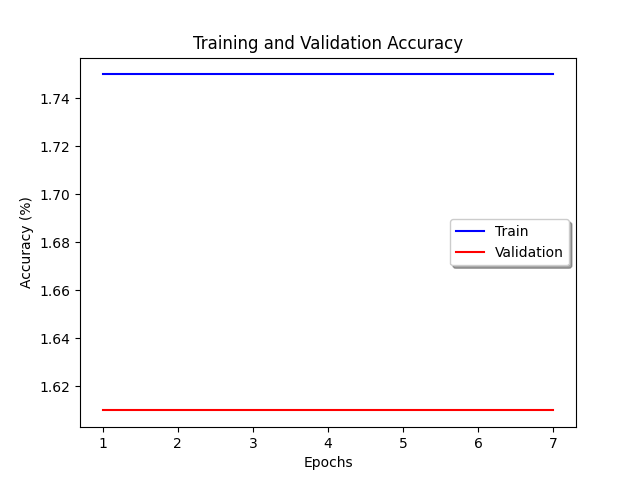 Training and Validation Accuracy
Accuracy (%)
1.74
1.72
1.70
1.68
1.66
1.64
1.62
Train
Validation
1 2 3 4 5 6 7
Epochs